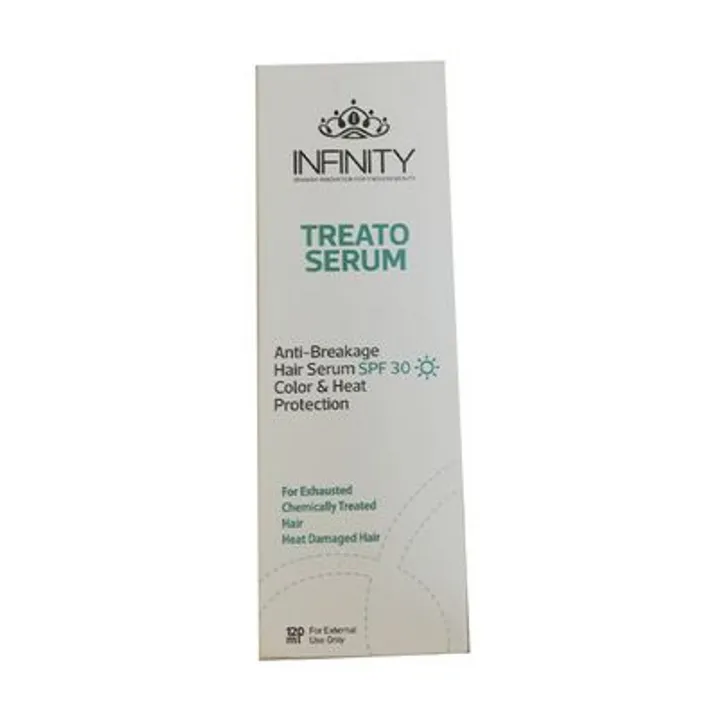 INFINITY
TREATO
SERUM
Anti-Breakage
Hair Serum SPF 30
Color & Heat
Protection
For Exhausted
Chemically Treated
Hair
Heat Damaged Hair
120 ml
For External
Use Only